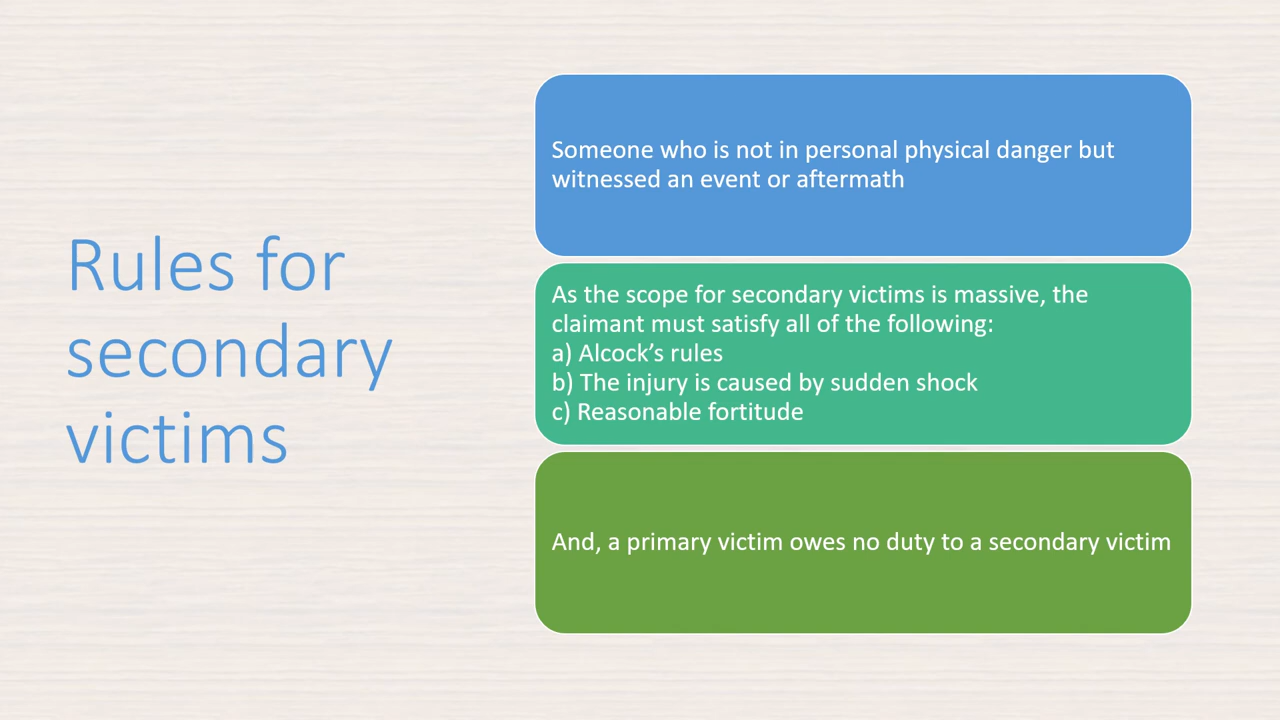 Rules for
secondary
victims
Someone who is not in personal physical danger but
witnessed an event or aftermath
As the scope for secondary victims is massive, the
claimant must satisfy all of the following:
a) Alcock’s rules
b) The injury is caused by sudden shock
c) Reasonable fortitude
And, a primary victim owes no duty to a secondary victim